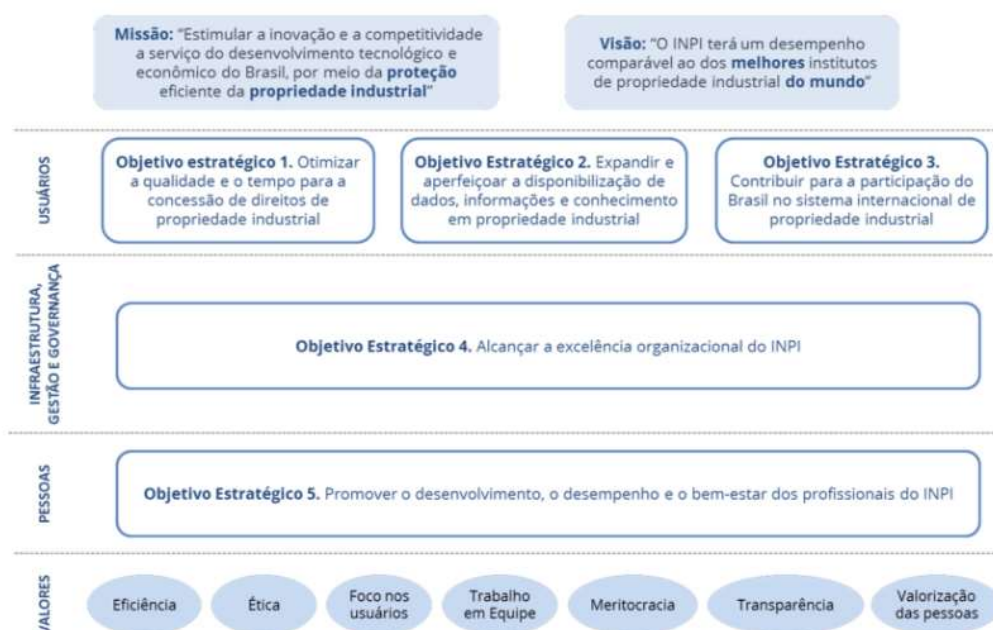 Missão: “Estimular a inovação e a competitividade
a serviço do desenvolvimento tecnológico e
econômico do Brasil, por meio da proteção
eficiente da propriedade industrial”
Visão: “O INPI terá um desempenho
comparável ao dos melhores institutos
de propriedade industrial do mundo”
USUÁRIOS
Objetivo estratégico 1. Otimizar
a qualidade e o tempo para a
concessão de direitos de
propriedade industrial
Objetivo Estratégico 2. Expandir e
aperfeiçoar a disponibilização de
dados, informações e conhecimento
em propriedade industrial
Objetivo Estratégico 3.
Contribuir para a participação do
Brasil no sistema internacional de
propriedade industrial
INFRAESTRUTURA,
GESTÃO E GOVERNANÇA
Objetivo Estratégico 4. Alcançar a excelência organizacional do INPI
PESSOAS
Objetivo Estratégico 5. Promover o desenvolvimento, o desempenho e o bem-estar dos profissionais do INPI
VALORES
Eficiência
Ética
Foco nos
usuários
Trabalho
em Equipe
Meritocracia
Transparência
Valorização
das pessoas